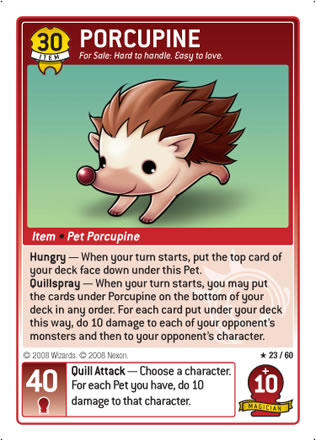 30
ITEM
PORCUPINE
For Sale: Hard to handle. Easy to love.
Item • Pet Porcupine
Hungry — When your turn starts, put the top card of
your deck face down under this Pet.
Quillspray — When your turn starts, you may put
the cards under Porcupine on the bottom of your
deck in any order. For each card put under your deck
this way, do 10 damage to each of your opponent's
monsters and then to your opponent's character.
© 2008 Wizards. © 2008 Nexon.
★ 23 / 60
40
Quill Attack — Choose a character.
For each Pet you have, do 10
damage to that character.
+
10
MAGICIAN